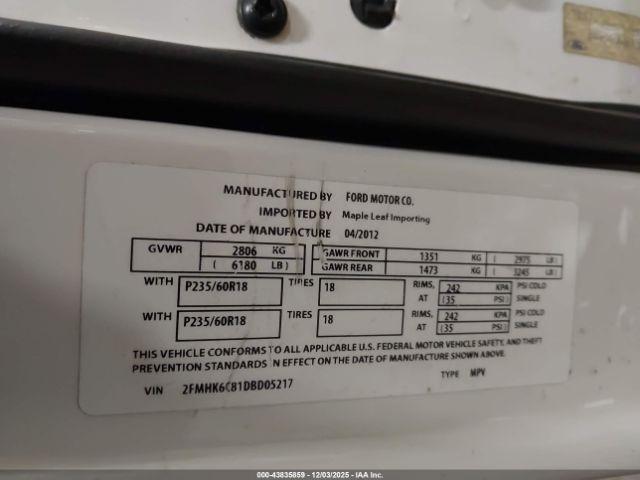 MANUFACTURED BY FORD MOTOR CO.
IMPORTED BY Maple Leaf Importing
DATE OF MANUFACTURE 04/2012
GVWR 2806 KG GAWR FRONT 1351 KG ( 2975 LB)
( 6180 LB) GAWR REAR 1473 KG ( 3245 LB)
WITH P235/60R18 TIRES 18 RIMS, 242 KPA PSI COLD
AT (35 PSI) SINGLE
WITH P235/60R18 TIRES 18 RIMS, 242 KPA PSI COLD
AT (35 PSI) SINGLE
THIS VEHICLE CONFORMS TO ALL APPLICABLE U.S. FEDERAL MOTOR VEHICLE SAFETY, AND THEFT
PREVENTION STANDARDS IN EFFECT ON THE DATE OF MANUFACTURE SHOWN ABOVE.
VIN 2FMHK6C81DBD05217 TYPE MPV
000-43835859 - 12/03/2025 - IAA Inc.